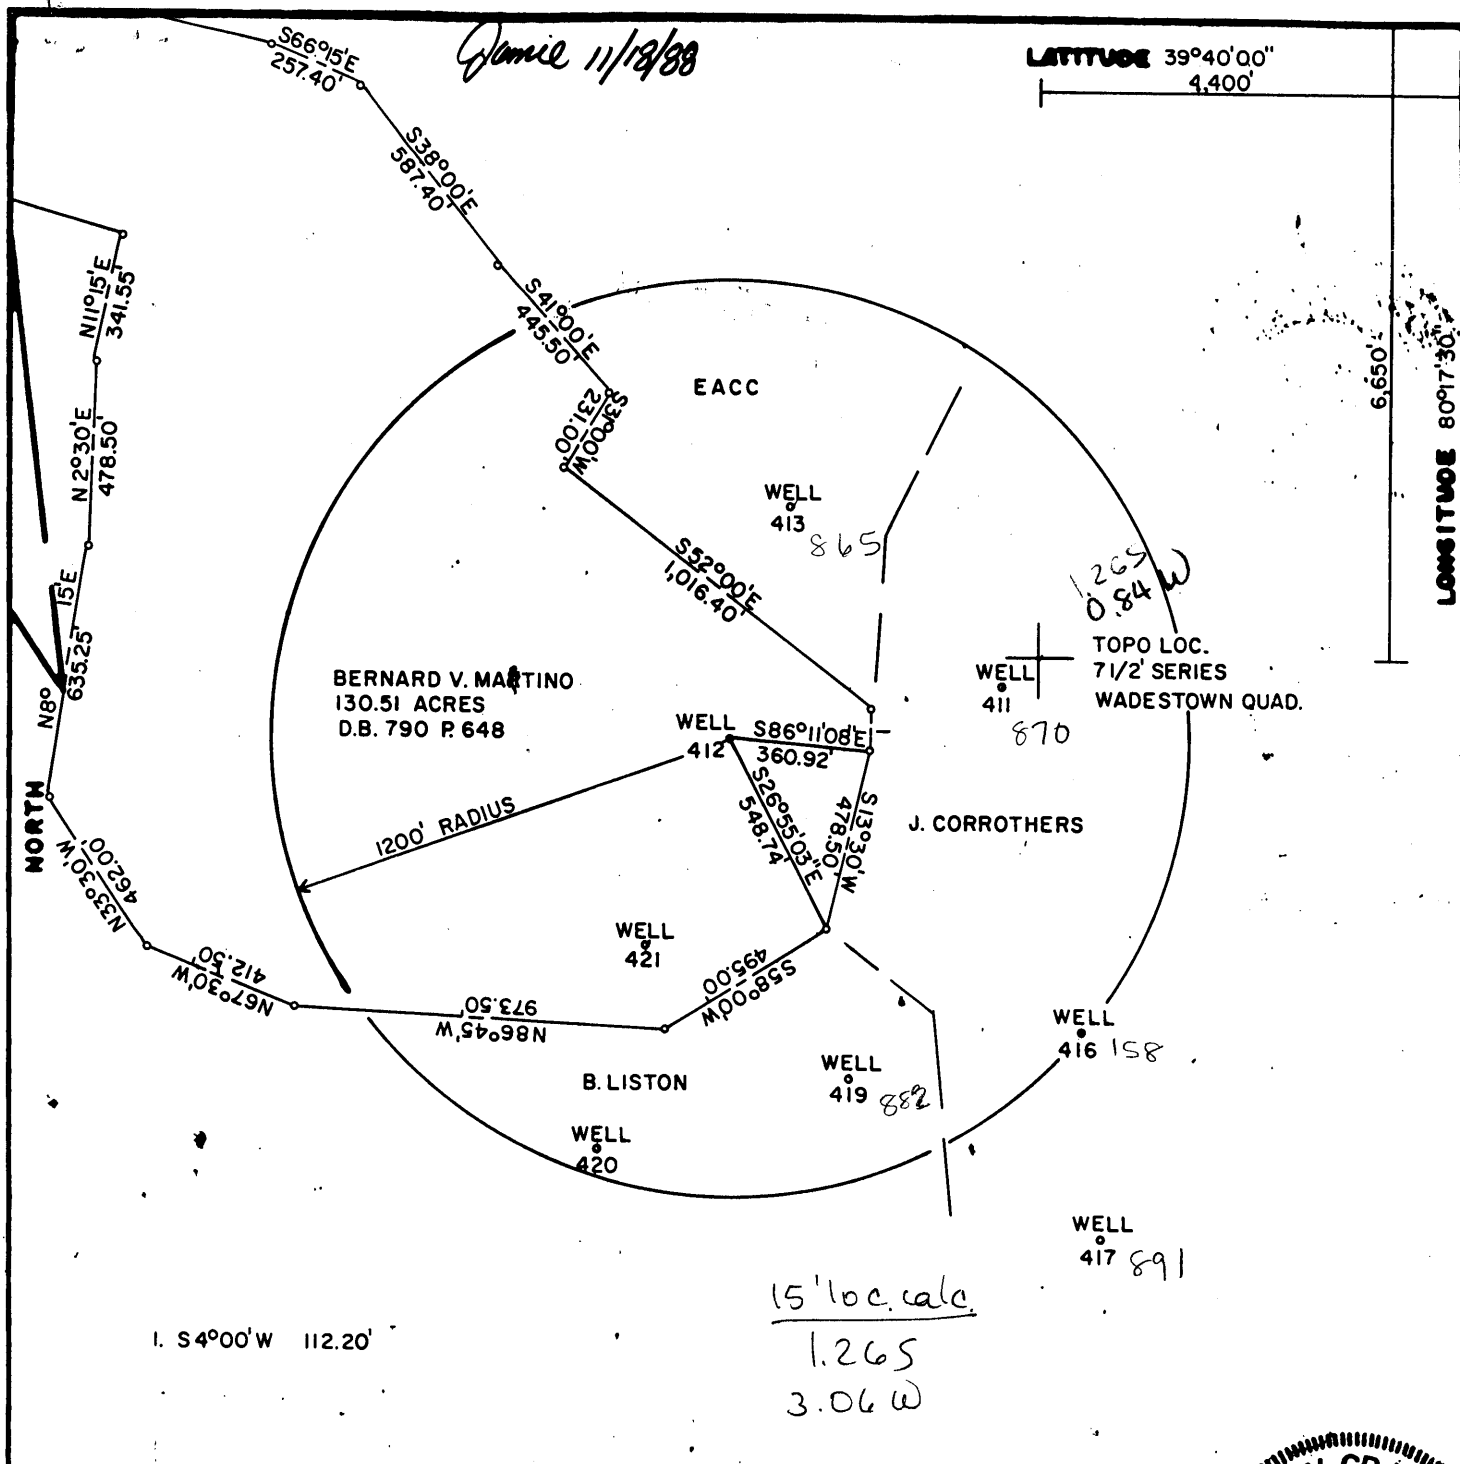 Jamie 11/18/88
LATITUDE 39°40'00"
4,400'
S66°15'E
257.40'
S38°00'E
587.40'
N11°15'E
341.55'
S41°00'E
445.50'
6,650'
LONGITUDE 80°17'30"
EACC
S31°00'W
231.00'
N2°30'E
478.50'
WELL
413 865
S52°00'E
1,016.40'
1.26S
0.84 W
N8° 15'E
635.25'
TOPO LOC.
7 1/2' SERIES
WADESTOWN QUAD.
WELL
411
870
BERNARD V. MARTINO
130.51 ACRES
D.B. 790 P. 648
WELL
412
S86°11'08"E
360.92'
1
S26°55'03"E
548.74'
S13°30'W
478.50'
NORTH
1200' RADIUS
J. CORROTHERS
N33°30'W
462.00'
WELL
421
N67°30'W
412.50'
S58°00'W
495.00'
N86°45'W
973.50'
WELL
416 158
B. LISTON
WELL
419 882
WELL
420
WELL
417 891
15' loc. calc.
1.26S
3.06 W
1. S4°00'W 112.20'